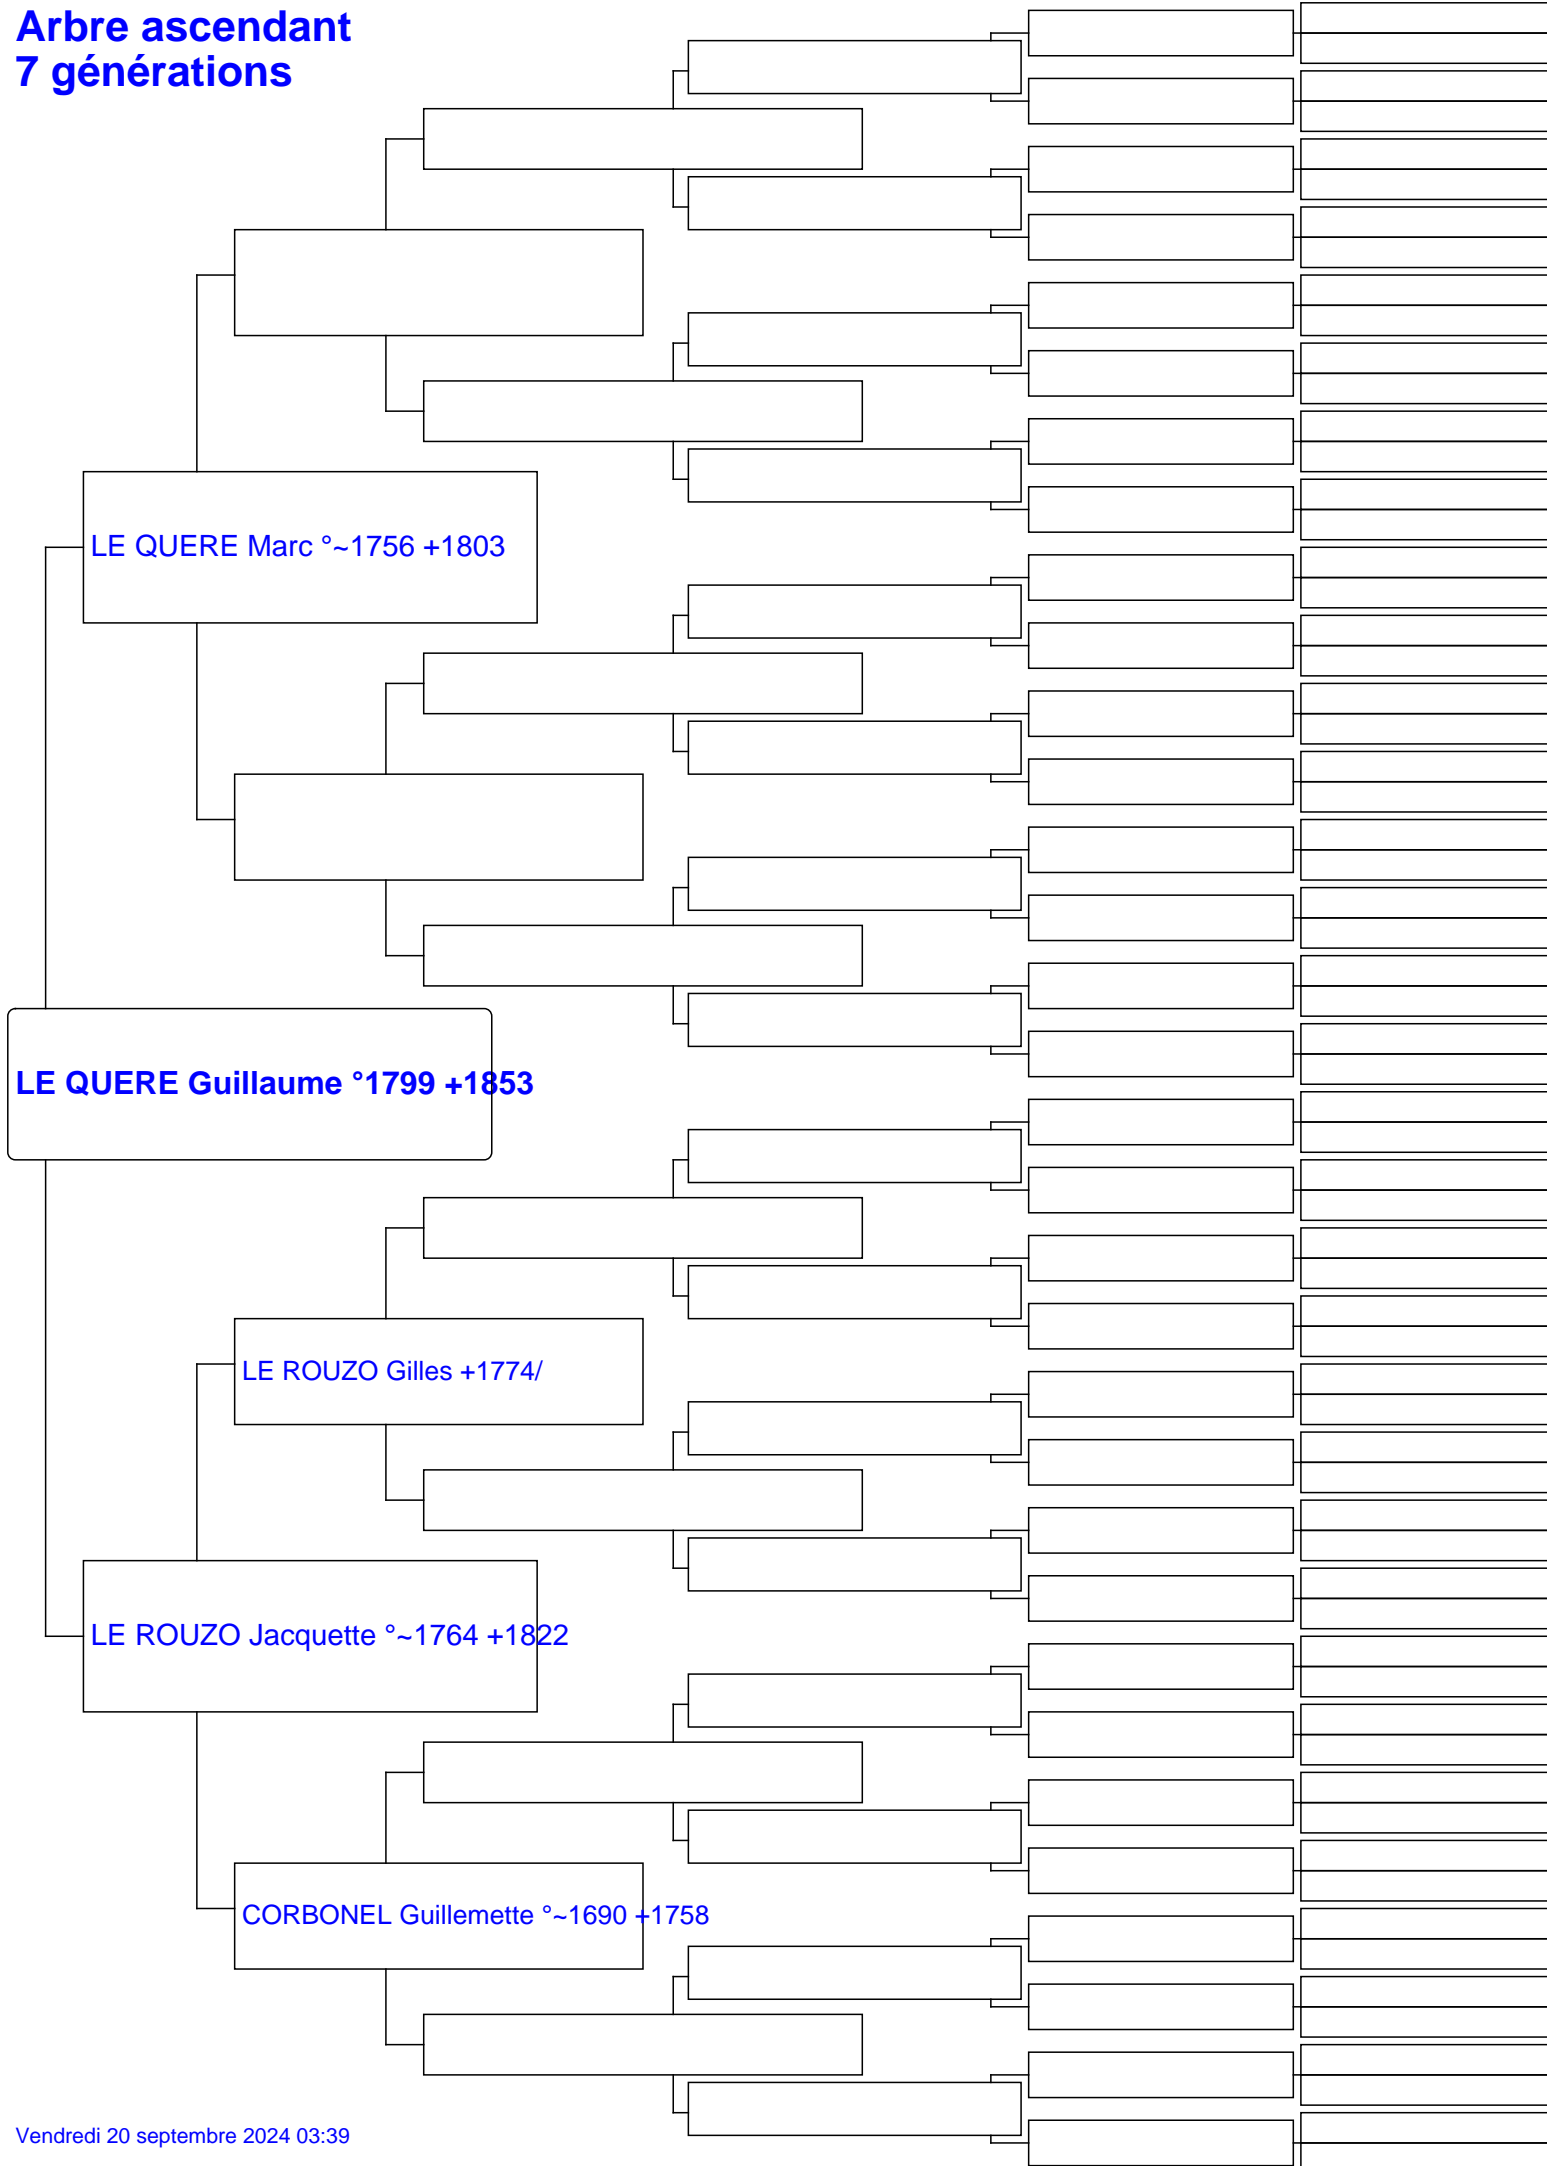 Arbre ascendant
7 générations
LE QUERE Marc °~1756 +1803
LE QUERE Guillaume °1799 +1853
LE ROUZO Gilles +1774/
LE ROUZO Jacquette °~1764 +1822
CORBONEL Guillemette °~1690 +1758
Vendredi 20 septembre 2024 03:39